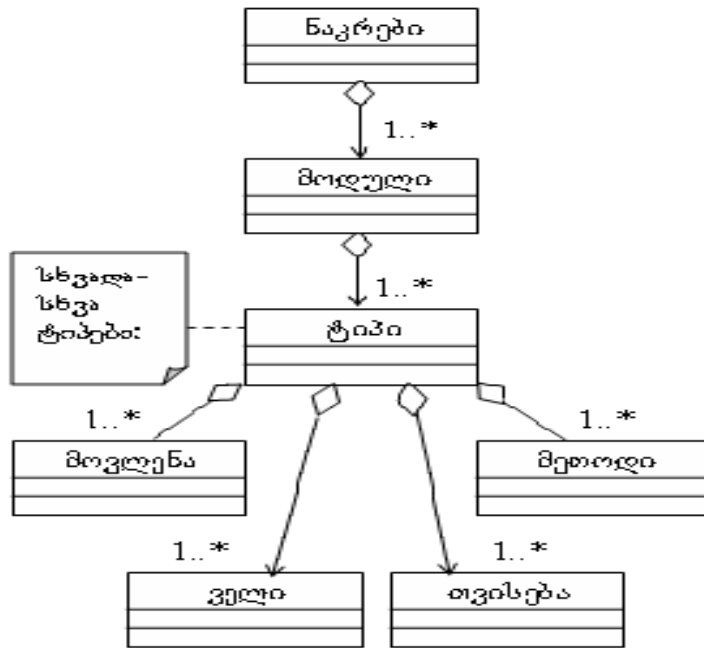 ნაკრები
1..*
მოდული
1..*
სხვადა-
სხვა
ტიპები:
ტიპი
1..*
1..*
მოვლენა
მეთოდი
1..*
1..*
ველი
თვისება